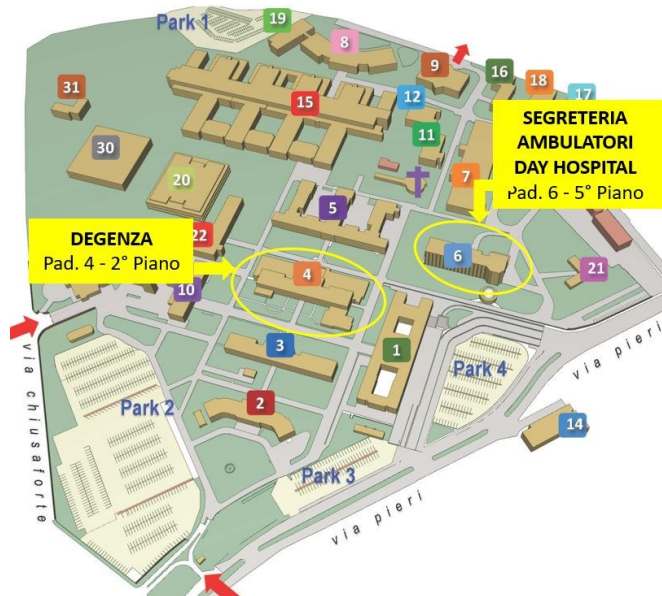 Park 1
19
8
9
16
18
17
31
15
12
11
30
20
7
SEGRETERIA
AMBULATORI
DAY HOSPITAL
Pad. 6 - 5° Piano
5
DEGENZA
Pad. 4 - 2° Piano
22
4
6
21
10
3
1
2
Park 2
Park 3
Park 4
14
via chiusaforte
via pieri
via pieri